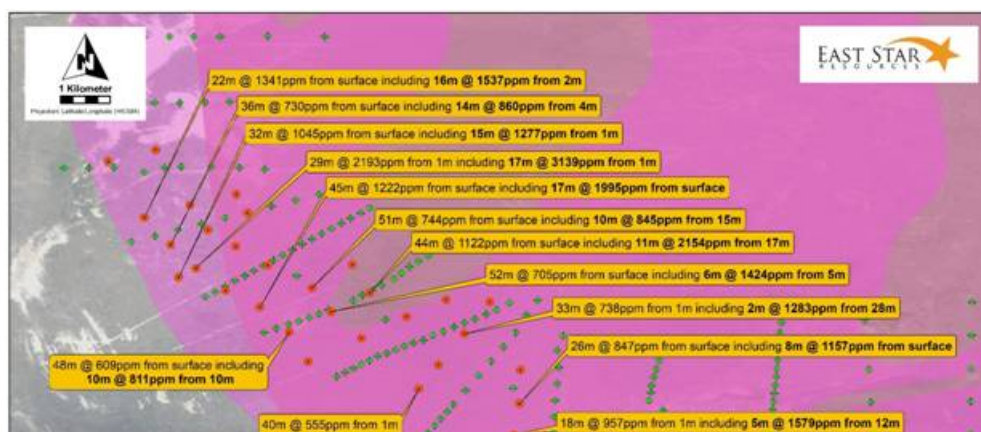 N
1 Kilometer
EAST STAR
RESOURCES
22m @ 1341ppm from surface including 16m @ 1537ppm from 2m
36m @ 730ppm from surface including 14m @ 860ppm from 4m
32m @ 1045ppm from surface including 15m @ 1277ppm from 1m
29m @ 2193ppm from 1m including 17m @ 3139ppm from 1m
45m @ 1222ppm from surface including 17m @ 1995ppm from surface
51m @ 744ppm from surface including 10m @ 845ppm from 15m
44m @ 1122ppm from surface including 11m @ 2154ppm from 17m
52m @ 705ppm from surface including 6m @ 1424ppm from 5m
33m @ 738ppm from 1m including 2m @ 1283ppm from 28m
26m @ 847ppm from surface including 8m @ 1157ppm from surface
48m @ 609ppm from surface including
10m @ 811ppm from 10m
40m @ 555ppm from 1m
18m @ 957ppm from 1m including 5m @ 1579ppm from 12m